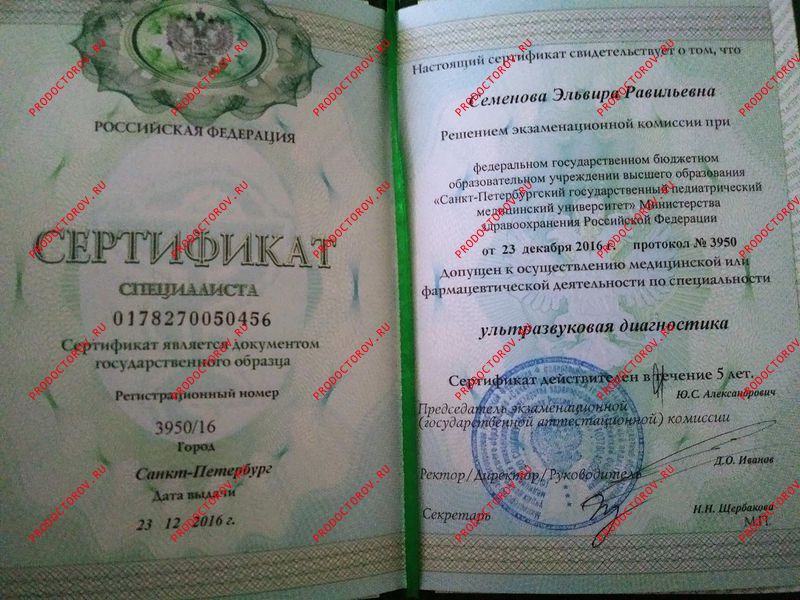 РОССИЙСКАЯ ФЕДЕРАЦИЯ
СЕРТИФИКАТ
СПЕЦИАЛИСТА
0178270050456
Сертификат является документом
государственного образца
Регистрационный номер
3950/16
Город
Санкт-Петербург
Дата выдачи
23 12 2016 г.
Настоящий сертификат свидетельствует о том, что
Семенова Эльвира Равильевна
Решением экзаменационной комиссии при
федеральном государственном бюджетном
образовательном учреждении высшего образования
«Санкт-Петербургский государственный педиатрический
медицинский университет» Министерства
здравоохранения Российской Федерации
от 23 декабря 2016 г. протокол № 3950
Допущен к осуществлению медицинской или
фармацевтической деятельности по специальности
ультразвуковая диагностика
Сертификат действителен в течение 5 лет.
Ю.С. Александрович
Председатель экзаменационной
(государственной аттестационной) комиссии
Д.О. Иванов
Ректор/Директор/Руководитель
Секретарь
Н.Н. Щербакова
М.П.
PRODOCTOROV.RU